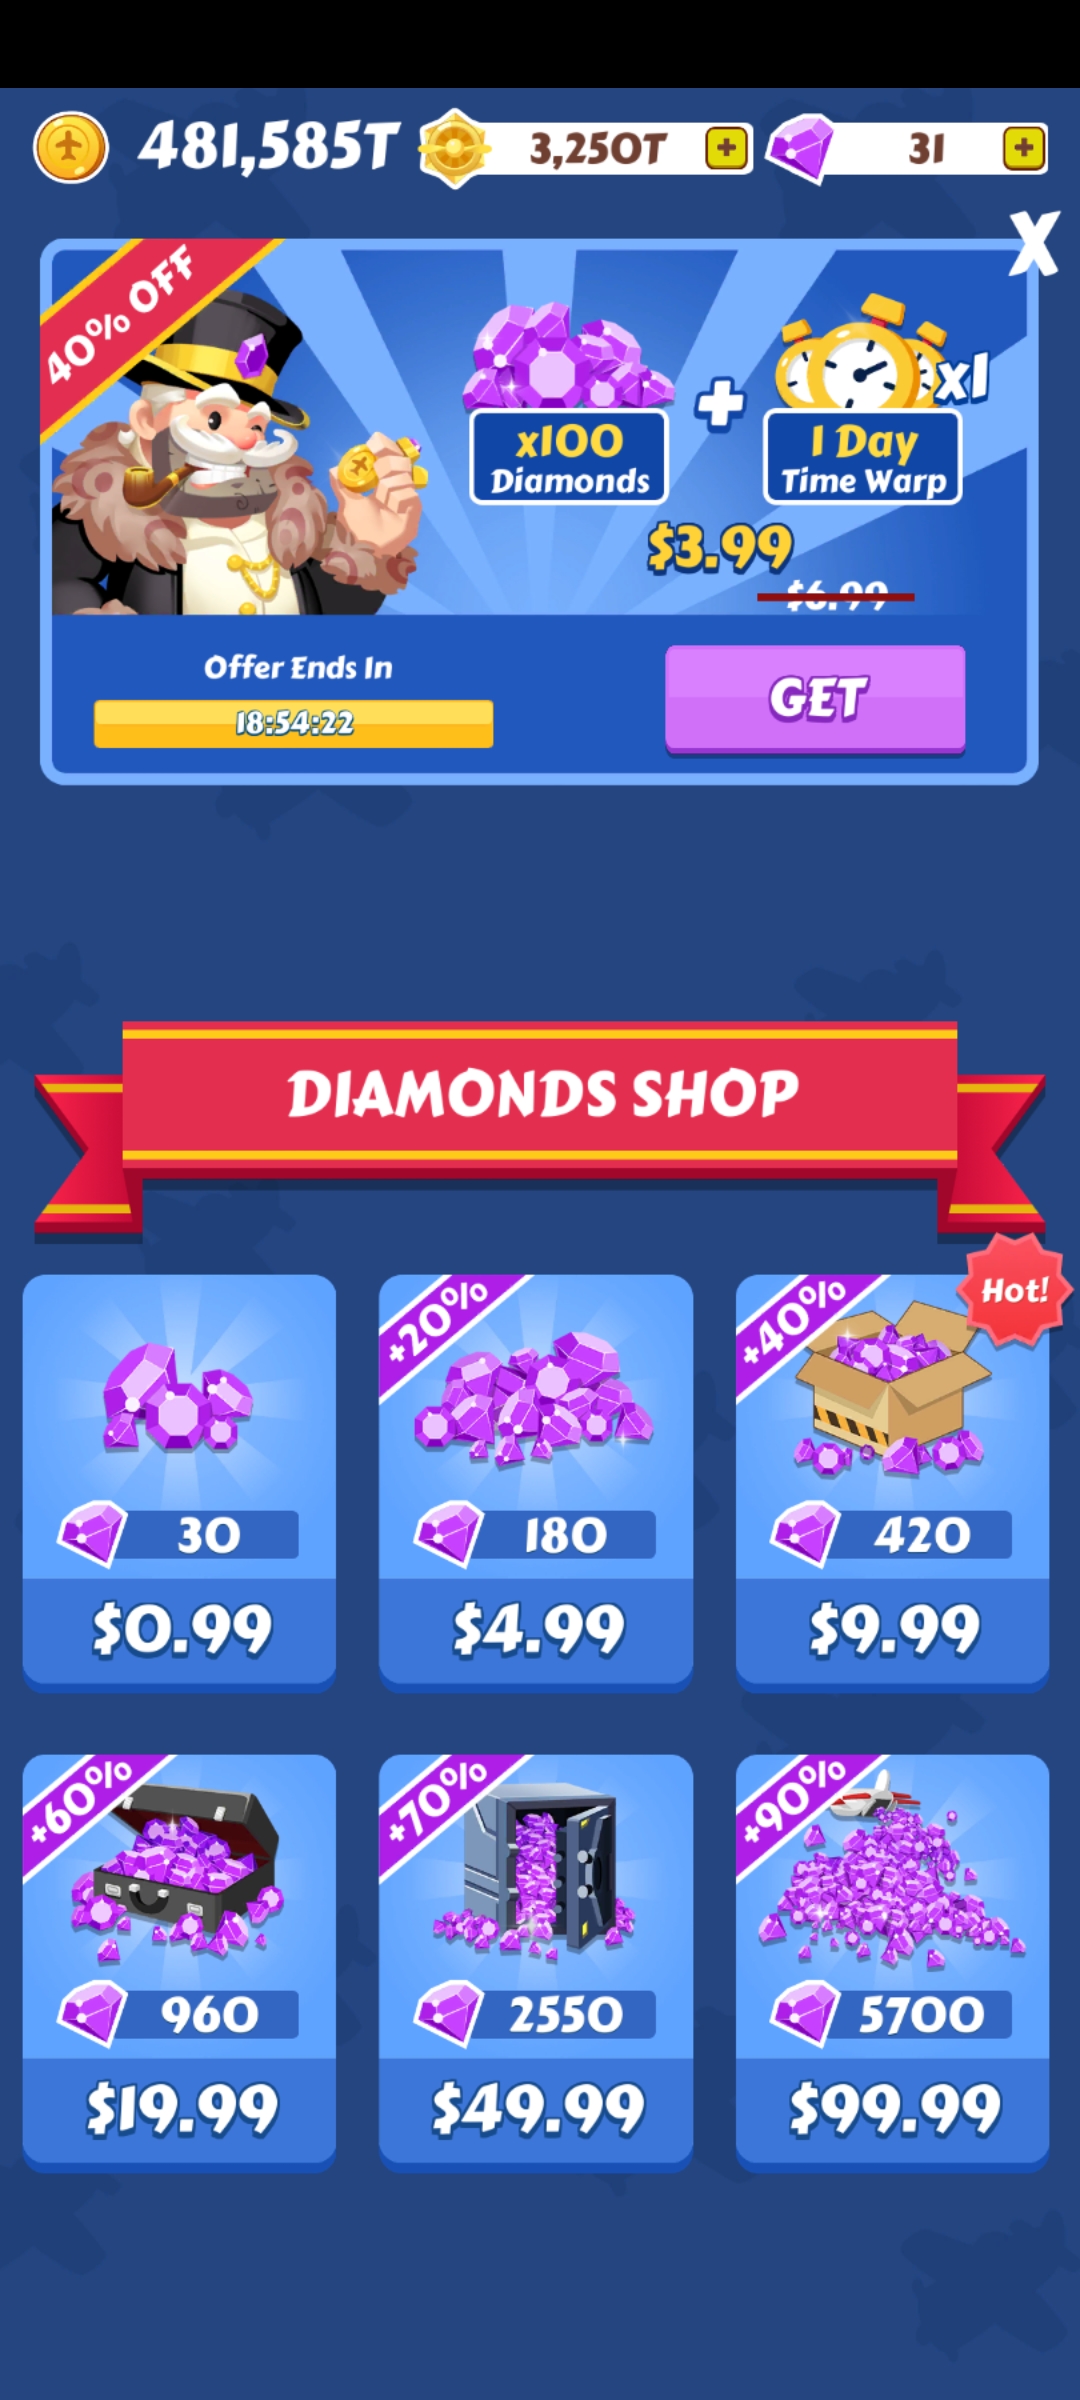 481,585T 3,250T + 31 +
X
40% OFF
x1
x100 + 1 Day
Diamonds Time Warp
$3.99
$6.99
Offer Ends In
18:54:22
GET
DIAMONDS SHOP
Hot!
+20% +40%
30 180 420
$0.99 $4.99 $9.99
+60% +70% +90%
960 2550 5700
$19.99 $49.99 $99.99